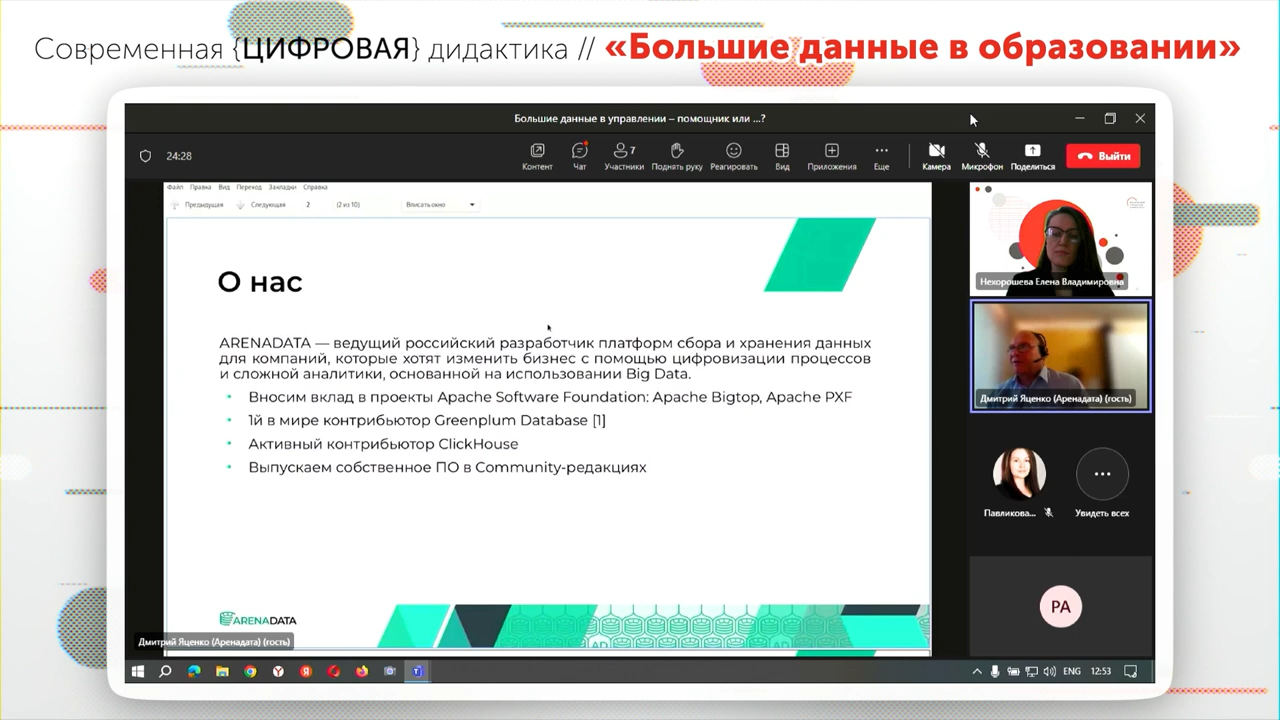 Современная {ЦИФРОВАЯ} дидактика // «Большие данные в образовании»
Большие данные в управлении – помощник или ...?
24:28
Контент
Чат
7
Участники
Поднять руку
Реагировать
Вид
Приложения
Еще
Камера
Микрофон
Поделиться
Выйти
Файл Правка Вид Переход Закладки Справка
Предыдущая Следующая 2 (2 из 10) Вписать окно
О нас
ARENADATA — ведущий российский разработчик платформ сбора и хранения данных
для компаний, которые хотят изменить бизнес с помощью цифровизации процессов
и сложной аналитики, основанной на использовании Big Data.
• Вносим вклад в проекты Apache Software Foundation: Apache Bigtop, Apache PXF
• 1й в мире контрибьютор Greenplum Database [1]
• Активный контрибьютор ClickHouse
• Выпускаем собственное ПО в Community-редакциях
ARENADATA
AD
AD
Дмитрий Яценко (Аренадата) (гость)
Нехорошева Елена Владимировна
Дмитрий Яценко (Аренадата) (гость)
Павликова...
Увидеть всех
РА
ENG 12:53